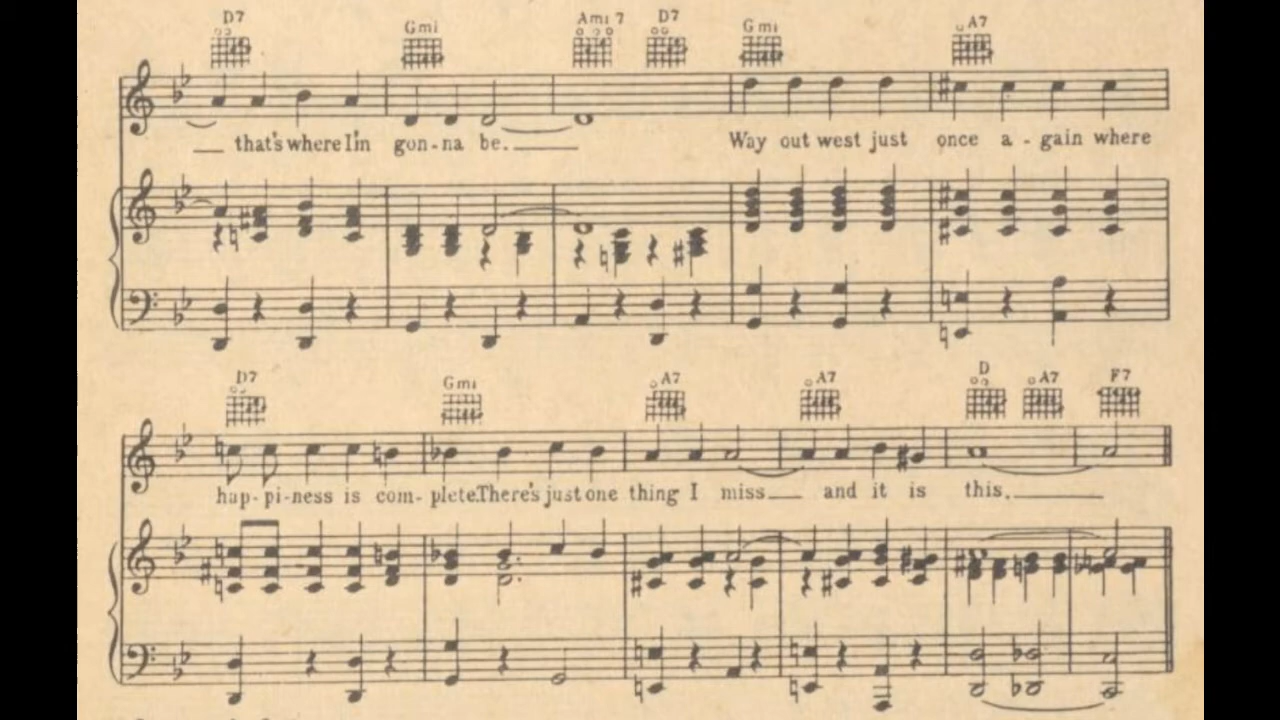 D7 Gmi Ami 7 D7 Gmi A7
that's where I'm gon-na be. Way out west just once a-gain where
D7 Gmi A7 A7 D A7 F7
hap-pi-ness is com-plete. There's just one thing I miss and it is this.